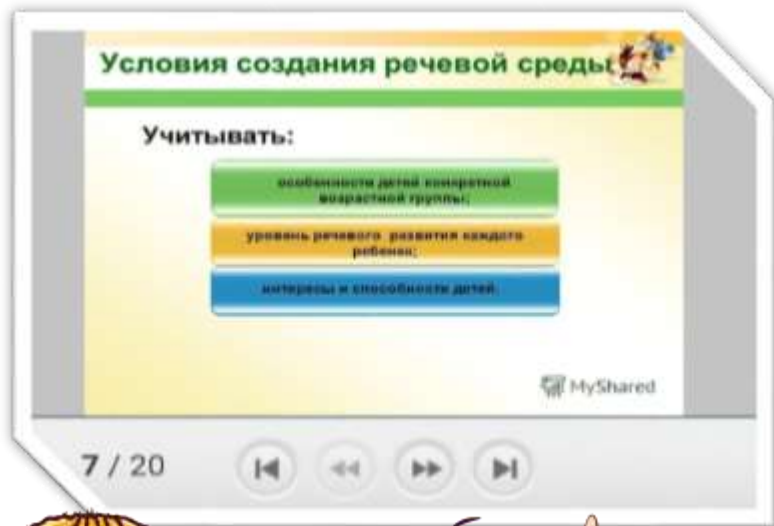 Условия создания речевой среды
Учитывать:
особенности детей конкретной
возрастной группы;
уровень речевого развития каждого
ребенка;
интересы и способности детей.
MyShared
7 / 20